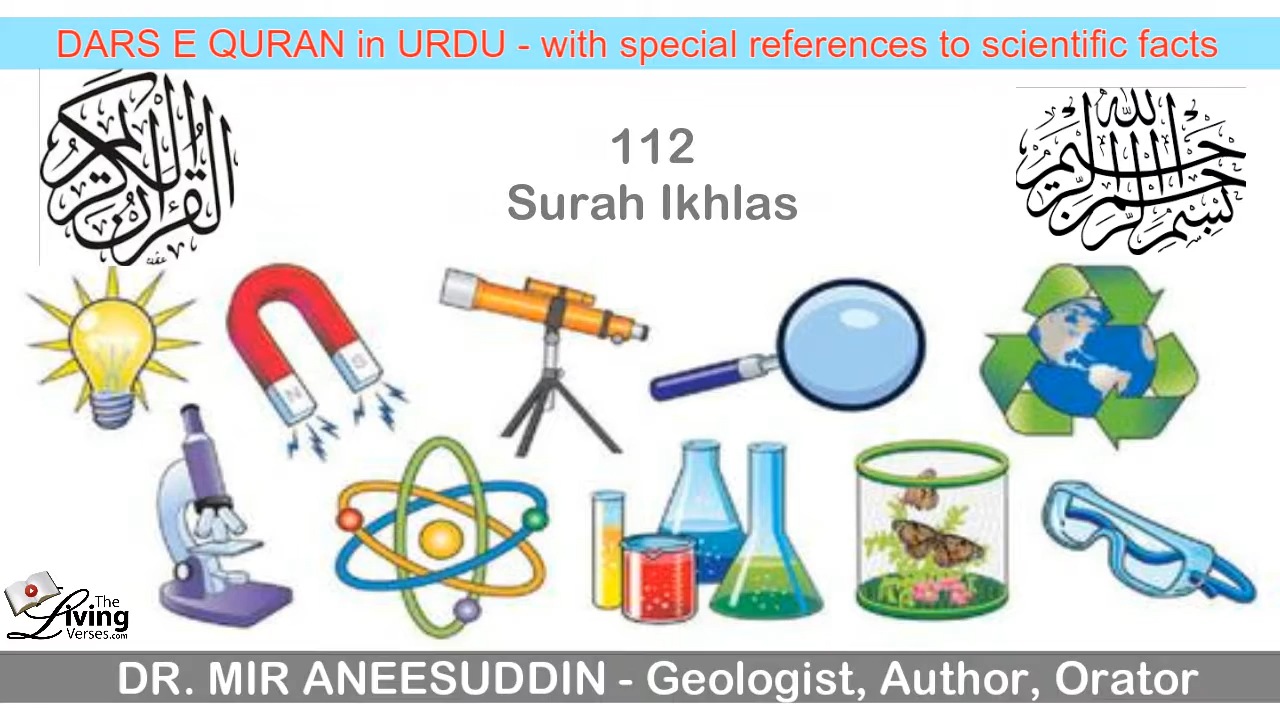 DARS E QURAN in URDU - with special references to scientific facts
القرآن الكريم
بسم الله الرحمن الرحيم
112
Surah Ikhlas
N
S
The
Living
Verses.com
DR. MIR ANEESUDDIN - Geologist, Author, Orator